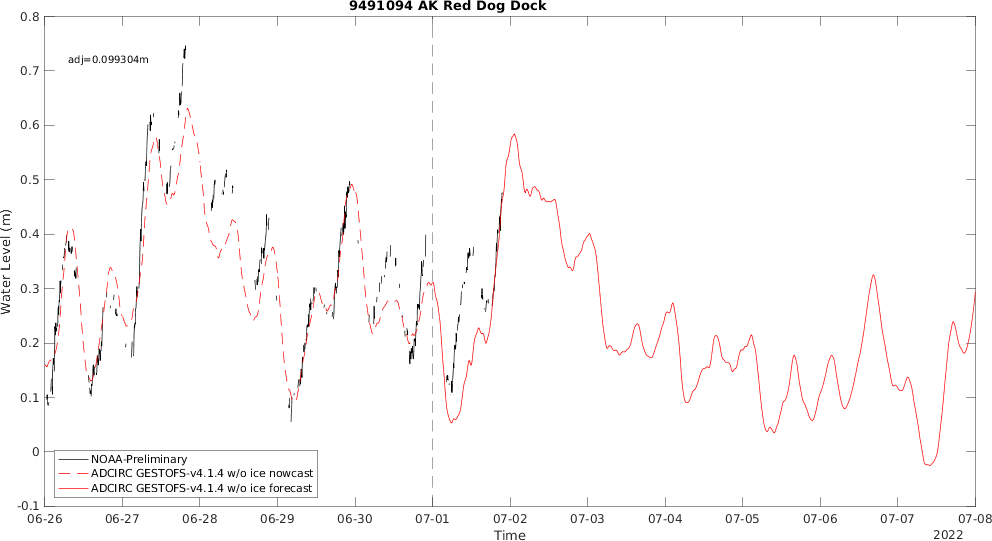 9491094 AK Red Dog Dock
0.8
0.7
0.6
0.5
0.4
0.3
0.2
0.1
0
-0.1
Water Level (m)
adj=0.099304m
NOAA-Preliminary
ADCIRC GESTOFS-v4.1.4 w/o ice nowcast
ADCIRC GESTOFS-v4.1.4 w/o ice forecast
06-26 06-27 06-28 06-29 06-30 07-01 07-02 07-03 07-04 07-05 07-06 07-07 07-08
Time
2022